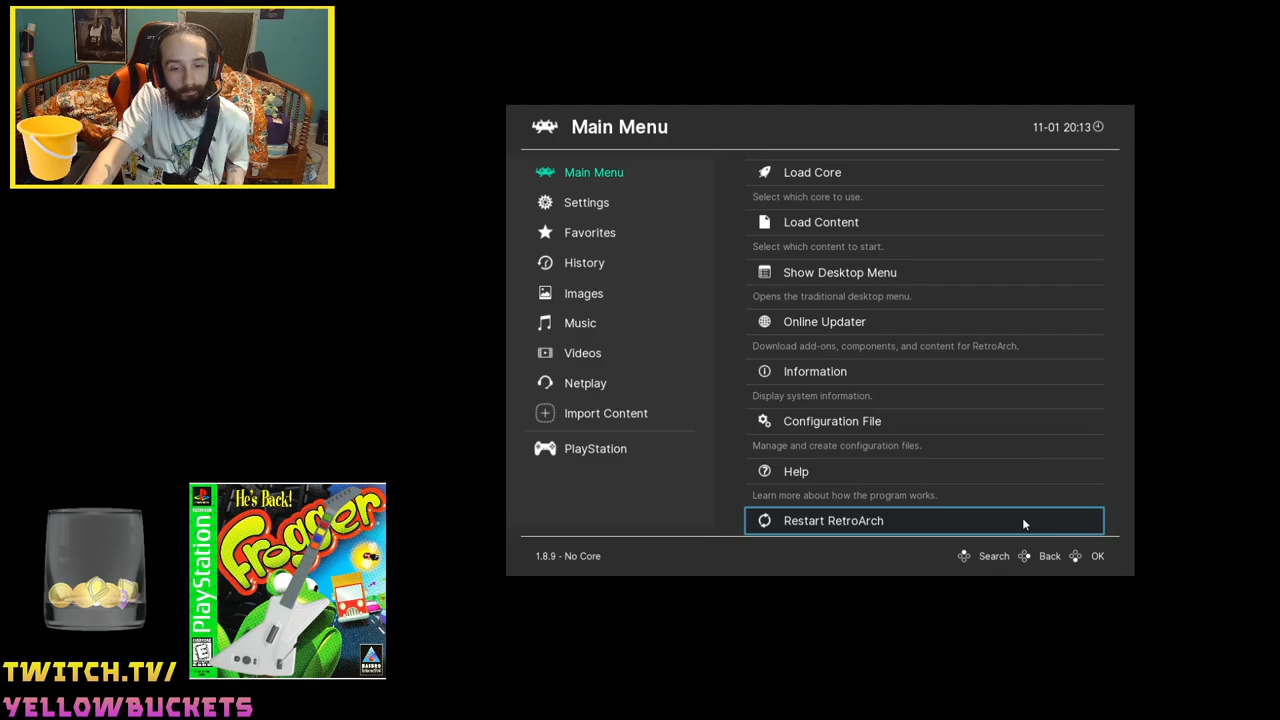 Main Menu
11-01 20:13
Main Menu
Settings
Favorites
History
Images
Music
Videos
Netplay
Import Content
PlayStation
Load Core
Select which core to use.
Load Content
Select which content to start.
Show Desktop Menu
Opens the traditional desktop menu.
Online Updater
Download add-ons, components, and content for RetroArch.
Information
Display system information.
Configuration File
Manage and create configuration files.
Help
Learn more about how the program works.
Restart RetroArch
1.8.9 - No Core
Search
Back
OK
PlayStation
He's Back!
Frogger
EVERYONE
E
HASBRO
Interactive
TWITCH.TV/
YELLOWBUCKETS